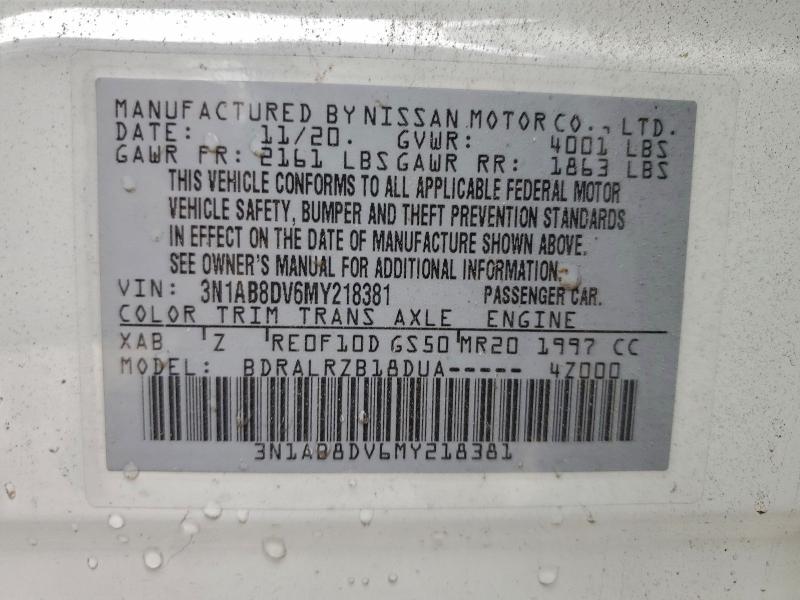 MANUFACTURED BY NISSAN MOTOR CO., LTD.
DATE: 11/20. GVWR: 4001 LBS
GAWR FR: 2161 LBS GAWR RR: 1863 LBS
THIS VEHICLE CONFORMS TO ALL APPLICABLE FEDERAL MOTOR
VEHICLE SAFETY, BUMPER AND THEFT PREVENTION STANDARDS
IN EFFECT ON THE DATE OF MANUFACTURE SHOWN ABOVE.
SEE OWNER'S MANUAL FOR ADDITIONAL INFORMATION.
VIN: 3N1AB8DV6MY218381 PASSENGER CAR.
COLOR TRIM TRANS AXLE ENGINE
XAB Z RE0F10D GS50 MR20 1997 CC
MODEL: BDRALRZB18DUA----- 4Z000
3N1AB8DV6MY218381